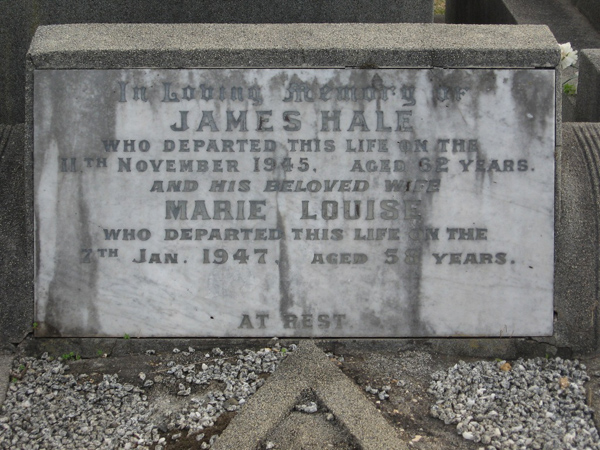 In Loving Memory of
JAMES HALE
WHO DEPARTED THIS LIFE ON THE
11TH NOVEMBER 1945. AGED 62 YEARS.
AND HIS BELOVED WIFE
MARIE LOUISE
WHO DEPARTED THIS LIFE ON THE
7TH JAN. 1947. AGED 58 YEARS.
AT REST